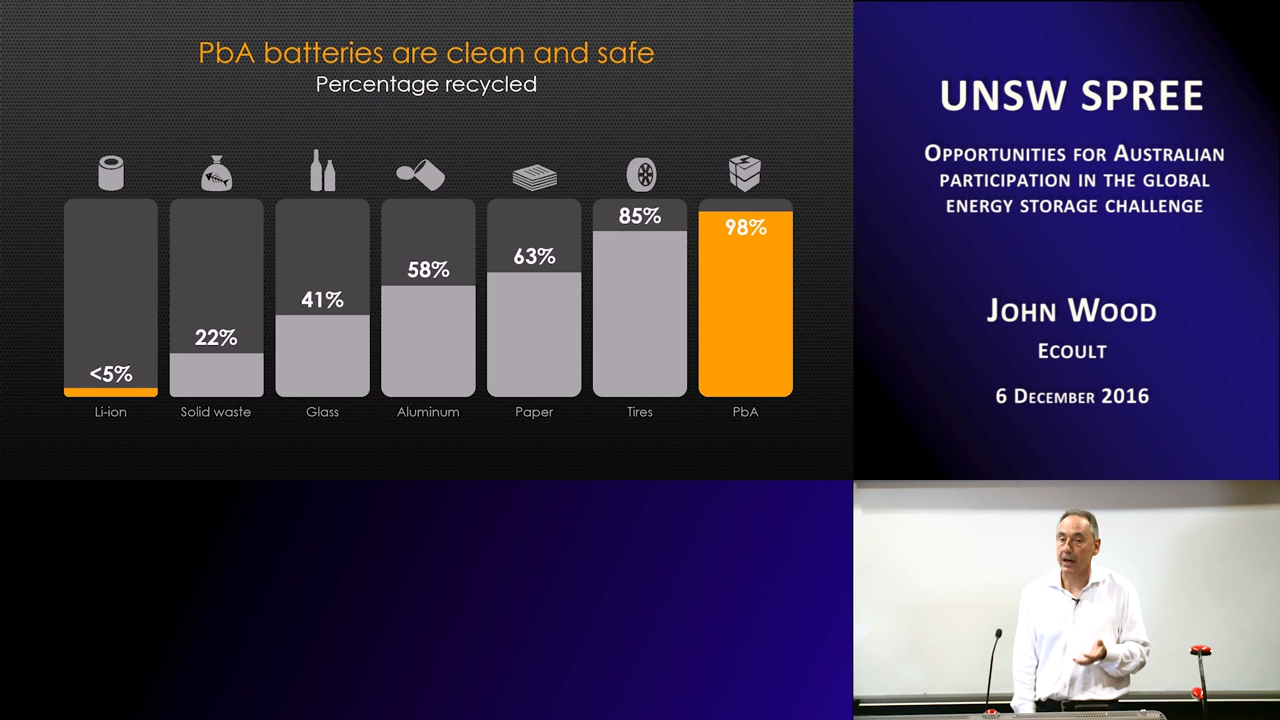 PbA batteries are clean and safe
Percentage recycled
<5%
22%
41%
58%
63%
85%
98%
Li-ion
Solid waste
Glass
Aluminum
Paper
Tires
PbA
UNSW SPREE
Opportunities for Australian
participation in the global
energy storage challenge
John Wood
Ecoult
6 December 2016